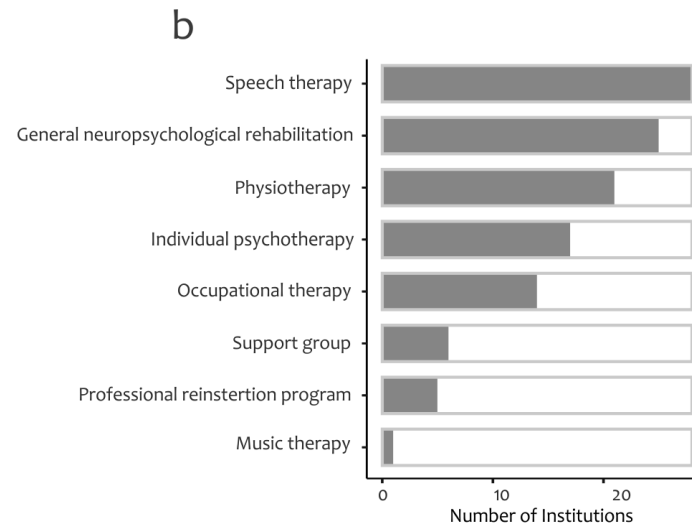 b
Speech therapy
General neuropsychological rehabilitation
Physiotherapy
Individual psychotherapy
Occupational therapy
Support group
Professional reinstertion program
Music therapy
0 10 20
Number of Institutions